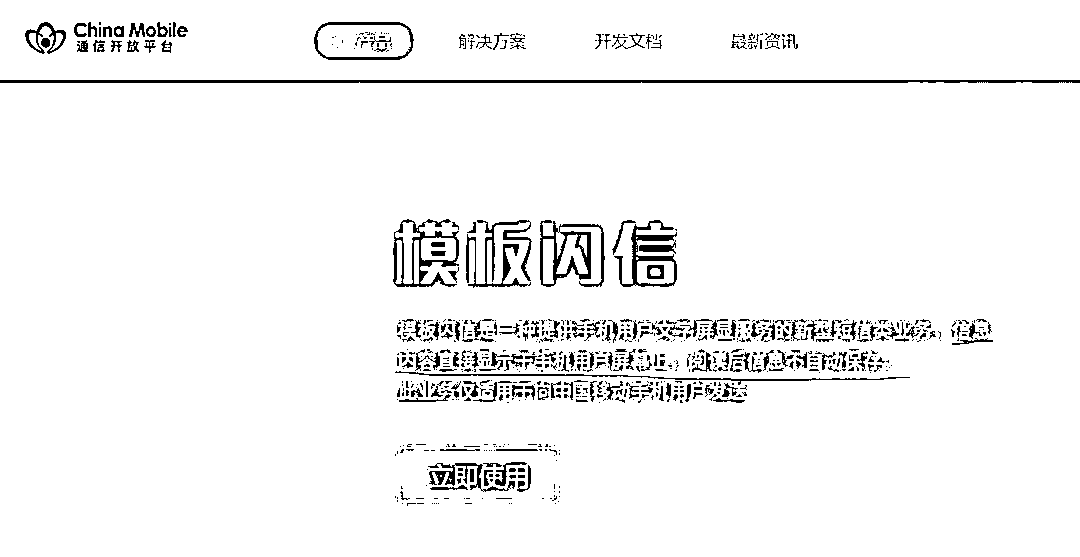 China Mobile
通信开放平台
产品
解决方案
开发文档
最新资讯
模板闪信
模板闪信是一种提供手机用户文字屏显服务的新型短信类业务，信息
内容直接显示于手机用户屏幕上，阅读后信息不自动保存。
此业务仅适用于向中国移动手机用户发送
立即使用